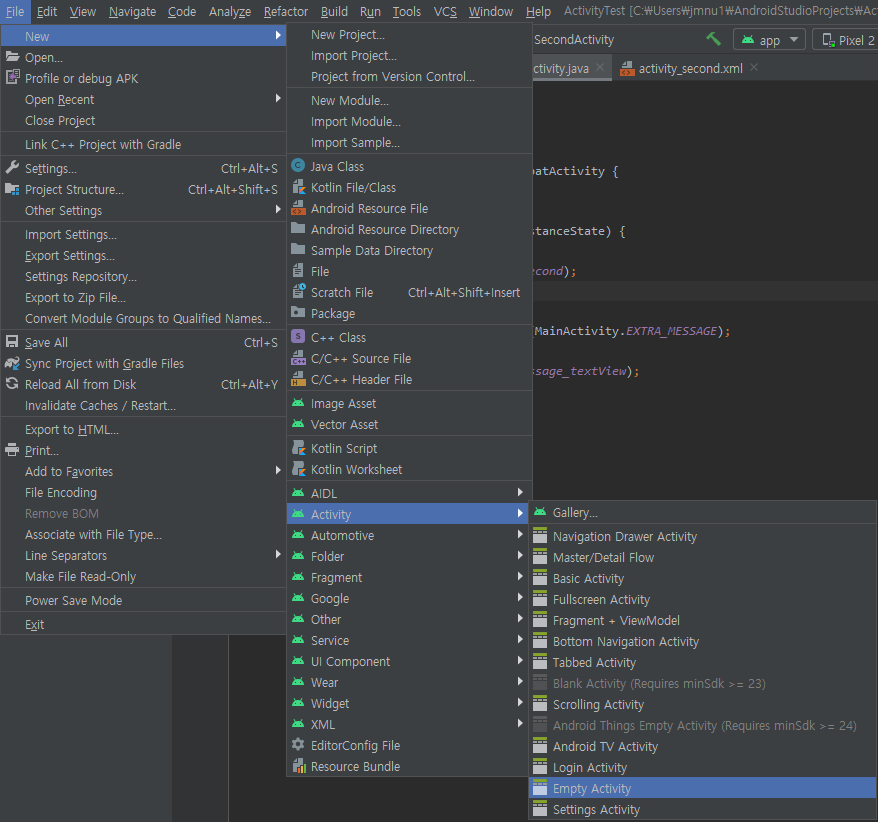 File Edit View Navigate Code Analyze Refactor Build Run Tools VCS Window Help ActivityTest [C:₩Users₩jmnu1₩AndroidStudioProjects₩Ac
SecondActivity app Pixel 2
ctivity.java activity_second.xml
New
Open...
Profile or debug APK
Open Recent
Close Project
Link C++ Project with Gradle
Settings... Ctrl+Alt+S
Project Structure... Ctrl+Alt+Shift+S
Other Settings
Import Settings...
Export Settings...
Settings Repository...
Export to Zip File...
Convert Module Groups to Qualified Names...
Save All Ctrl+S
Sync Project with Gradle Files
Reload All from Disk Ctrl+Alt+Y
Invalidate Caches / Restart...
Export to HTML...
Print...
Add to Favorites
File Encoding
Remove BOM
Associate with File Type...
Line Separators
Make File Read-Only
Power Save Mode
Exit
New Project...
Import Project...
Project from Version Control...
New Module...
Import Module...
Import Sample...
Java Class
Kotlin File/Class
Android Resource File
Android Resource Directory
Sample Data Directory
File
Scratch File Ctrl+Alt+Shift+Insert
Package
C++ Class
C/C++ Source File
C/C++ Header File
Image Asset
Vector Asset
Kotlin Script
Kotlin Worksheet
AIDL
Activity
Automotive
Folder
Fragment
Google
Other
Service
UI Component
Wear
Widget
XML
EditorConfig File
Resource Bundle
patActivity {
stanceState) {
econd);
(MainActivity.EXTRA_MESSAGE);
ssage_textView);
Gallery...
Navigation Drawer Activity
Master/Detail Flow
Basic Activity
Fullscreen Activity
Fragment + ViewModel
Bottom Navigation Activity
Tabbed Activity
Blank Activity (Requires minSdk >= 23)
Scrolling Activity
Android Things Empty Activity (Requires minSdk >= 24)
Android TV Activity
Login Activity
Empty Activity
Settings Activity